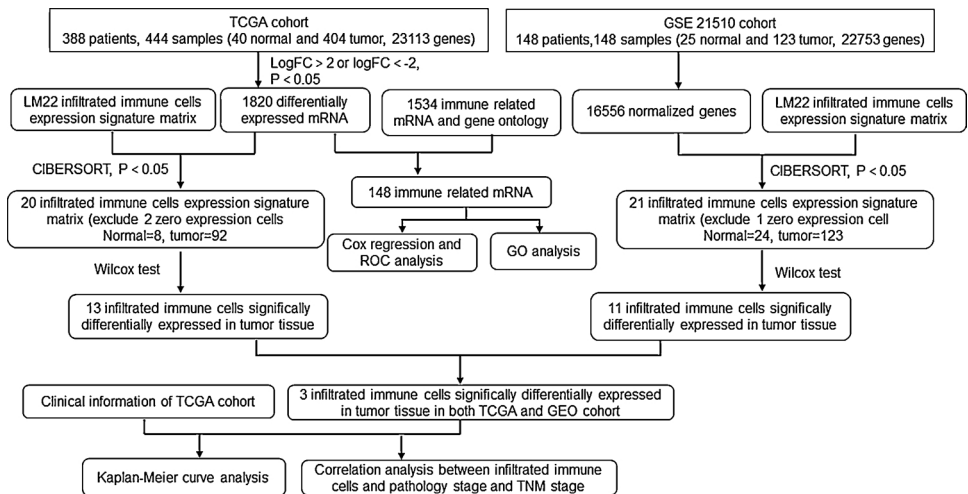 TCGA cohort
388 patients, 444 samples (40 normal and 404 tumor, 23113 genes)
GSE 21510 cohort
148 patients,148 samples (25 normal and 123 tumor, 22753 genes)
LogFC > 2 or logFC < -2,
P < 0.05
LM22 infiltrated immune cells
expression signature matrix
1820 differentially
expressed mRNA
1534 immune related
mRNA and gene ontology
16556 normalized genes
LM22 infiltrated immune cells
expression signature matrix
CIBERSORT, P < 0.05
CIBERSORT, P < 0.05
148 immune related mRNA
20 infiltrated immune cells expression signature
matrix (exclude 2 zero expression cells
Normal=8, tumor=92
21 infiltrated immune cells expression signature
matrix (exclude 1 zero expression cell
Normal=24, tumor=123
Cox regression and
ROC analysis
GO analysis
Wilcox test
Wilcox test
13 infiltrated immune cells significally
differentially expressed in tumor tissue
11 infiltrated immune cells significally
differentially expressed in tumor tissue
Clinical information of TCGA cohort
3 infiltrated immune cells significally differentially expressed
in tumor tissue in both TCGA and GEO cohort
Kaplan-Meier curve analysis
Correlation analysis between infiltrated immune
cells and pathology stage and TNM stage